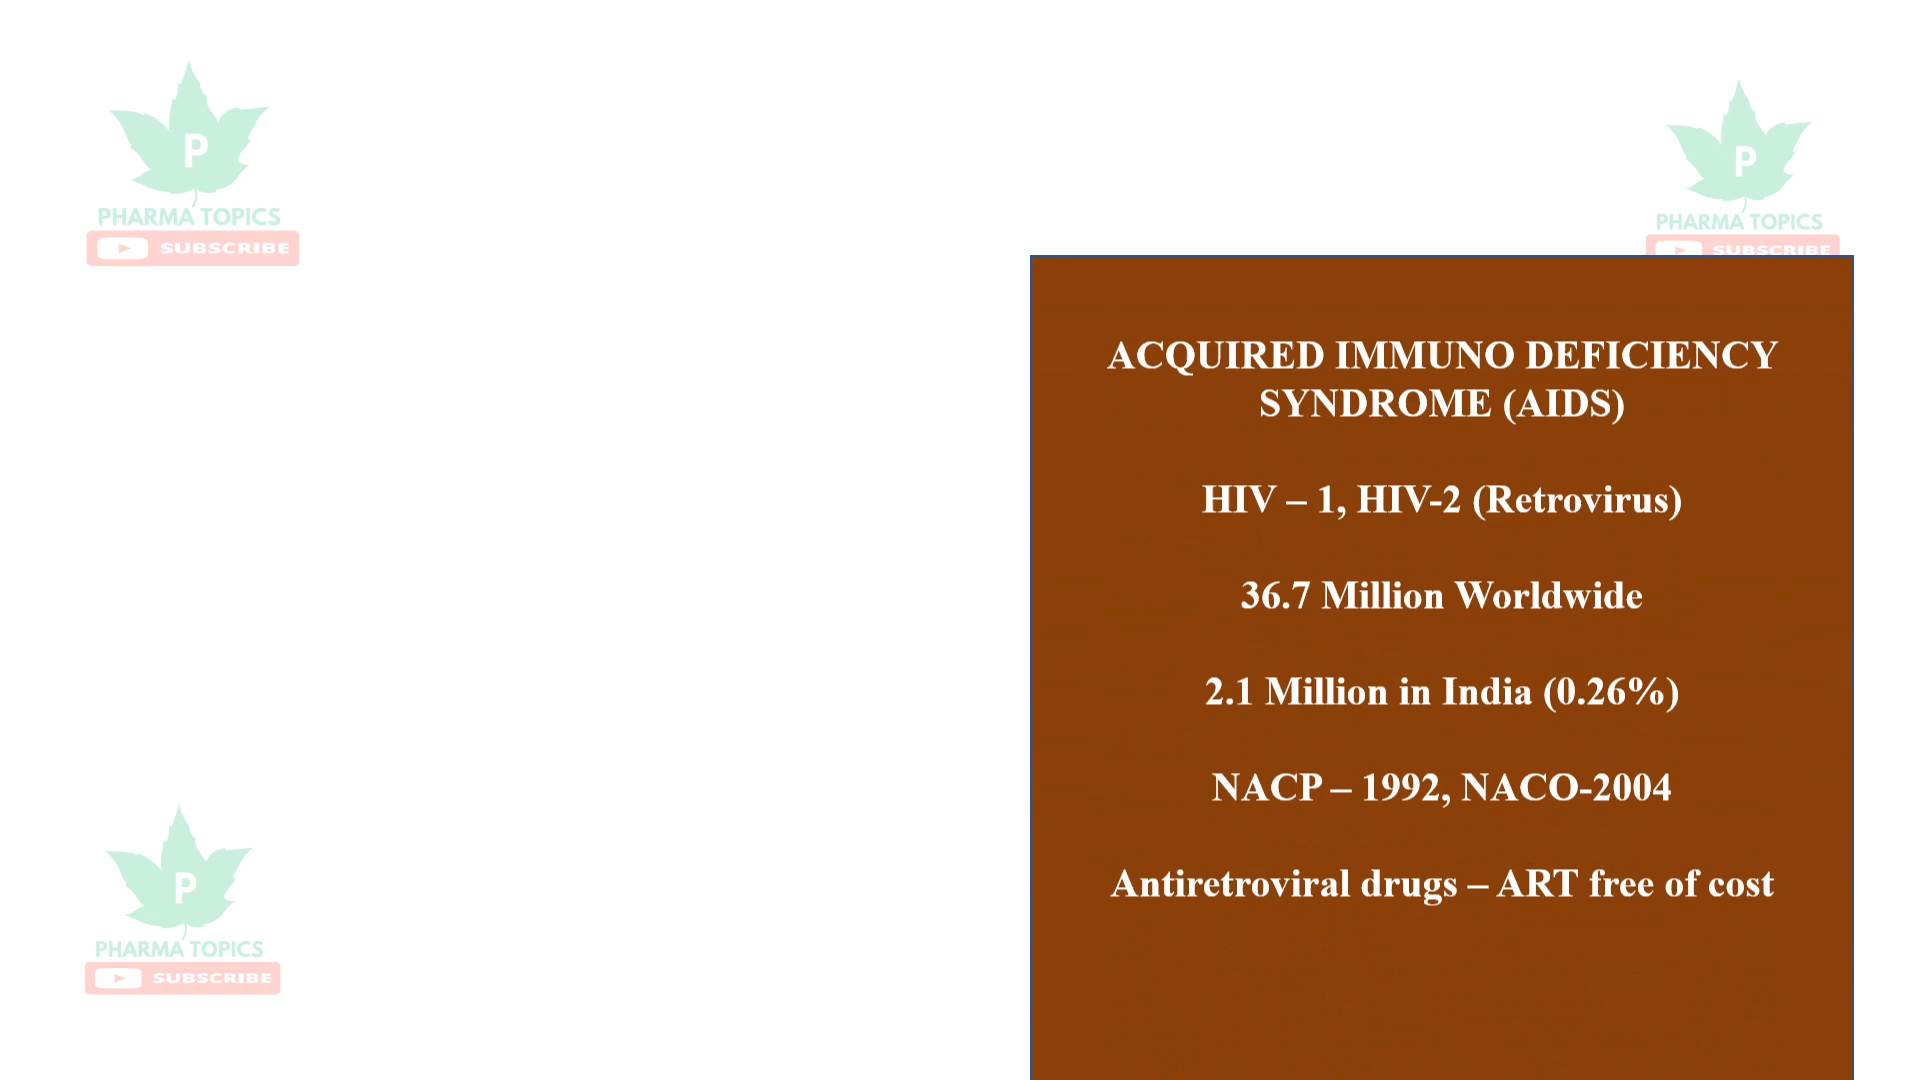 P
PHARMA TOPICS
SUBSCRIBE
P
PHARMA TOPICS
SUBSCRIBE
ACQUIRED IMMUNO DEFICIENCY
SYNDROME (AIDS)
HIV – 1, HIV-2 (Retrovirus)
36.7 Million Worldwide
2.1 Million in India (0.26%)
NACP – 1992, NACO-2004
Antiretroviral drugs – ART free of cost
P
PHARMA TOPICS
SUBSCRIBE